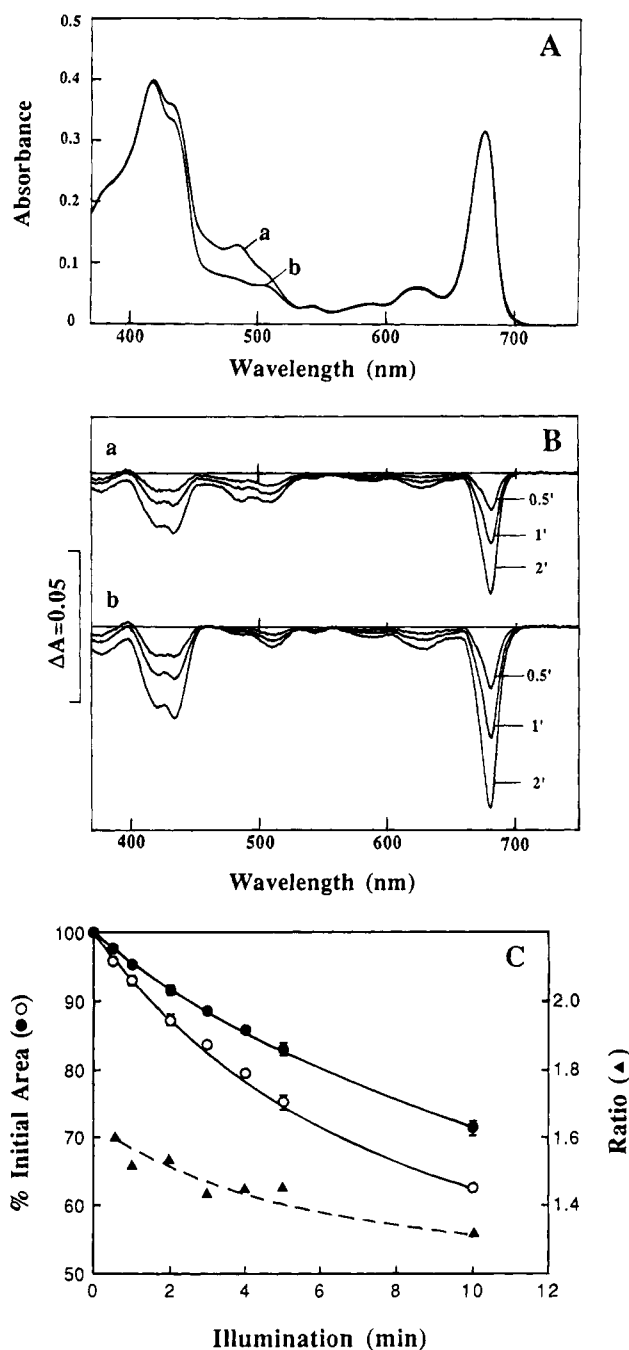 A
0.5
0.4
0.3
0.1
0
Absorbance
a
b
400
500
600
700
Wavelength (nm)
B
a
0.5'
1'
2'
ΔA=0.05
b
0.5'
1'
2'
400
500
600
700
Wavelength (nm)
C
100
90
80
70
60
50
% Initial Area (●○)
2.0
1.8
1.6
1.4
Ratio (▲)
0
2
4
6
8
10
12
Illumination (min)